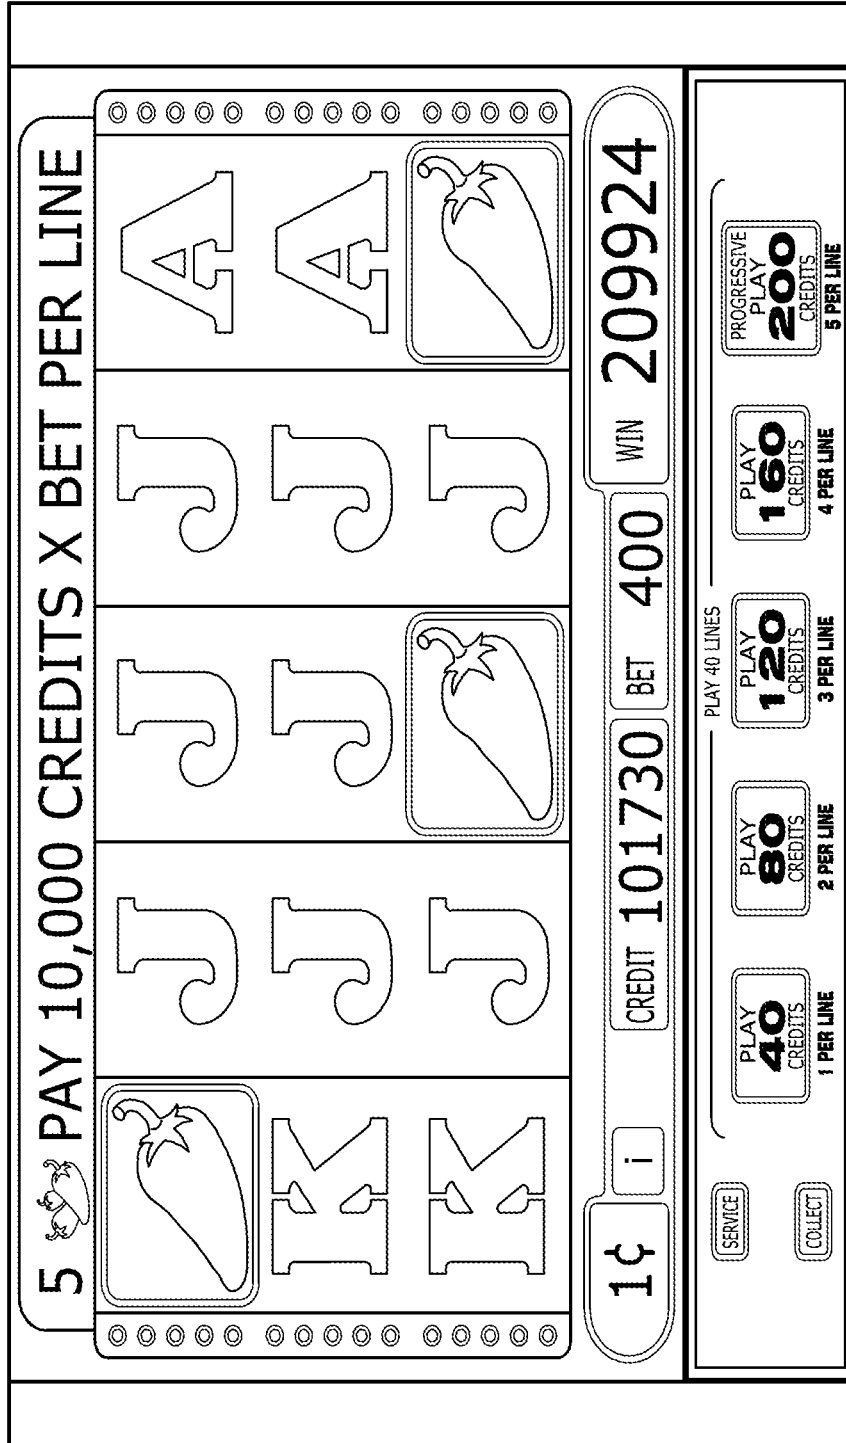 5 PAY 10,000 CREDITS X BET PER LINE
J J A
K J J J A
K J J
1¢ i CREDIT 101730 BET 400 WIN 209924
PLAY 40 LINES
SERVICE
COLLECT
PLAY
40
CREDITS
1 PER LINE
PLAY
80
CREDITS
2 PER LINE
PLAY
120
CREDITS
3 PER LINE
PLAY
160
CREDITS
4 PER LINE
PROGRESSIVE
PLAY
200
CREDITS
5 PER LINE